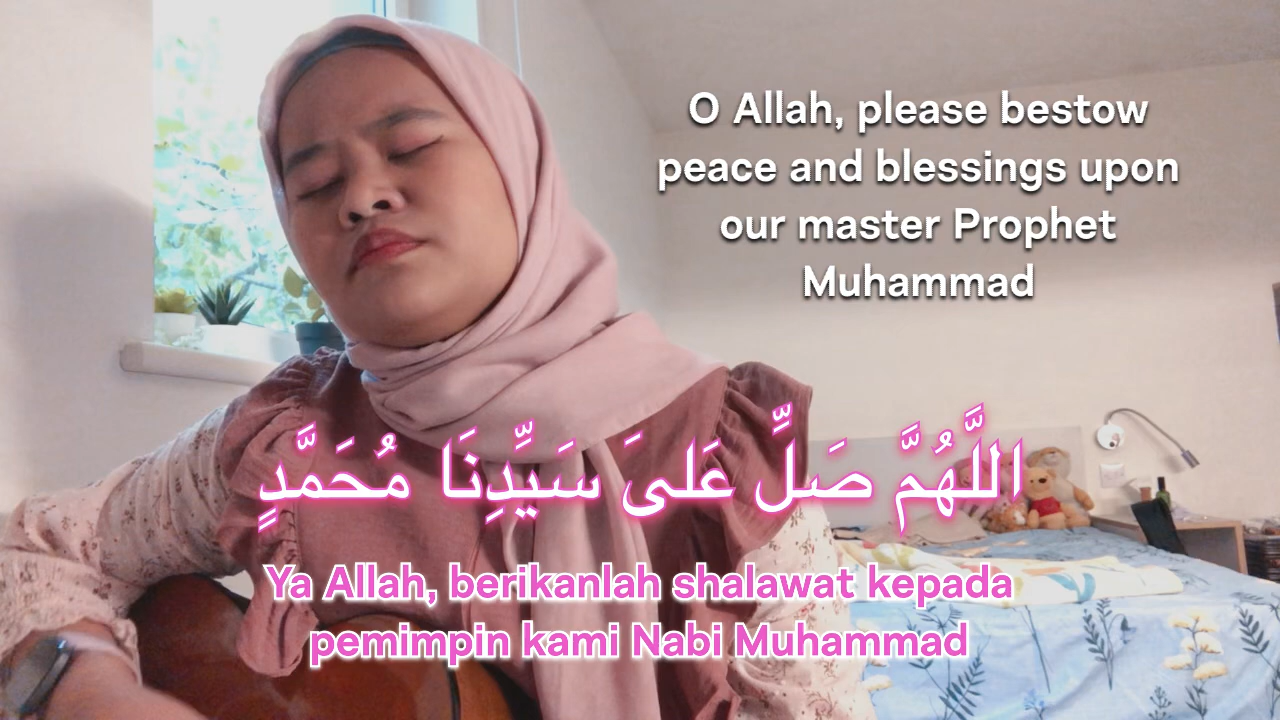 O Allah, please bestow
peace and blessings upon
our master Prophet
Muhammad
اللَّهُمَّ صَلِّ عَلىَ سَيِّدِنَا مُحَمَّدٍ
Ya Allah, berikanlah shalawat kepada
pemimpin kami Nabi Muhammad